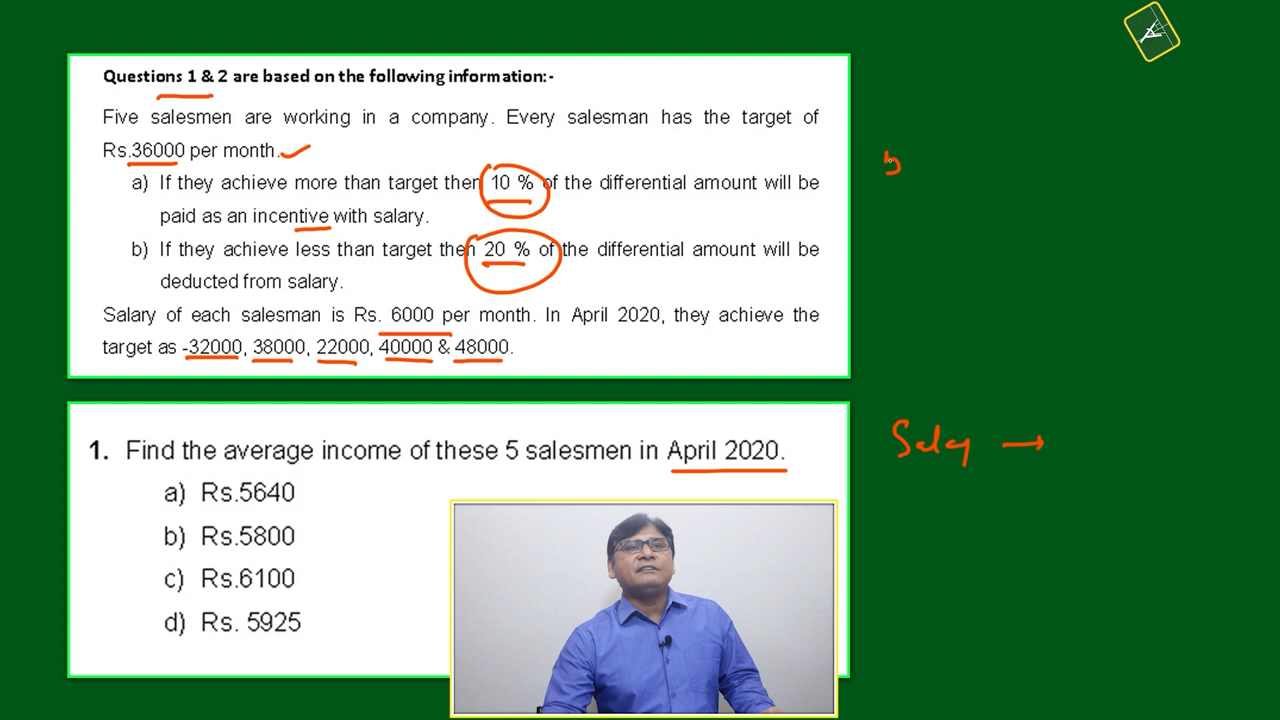 Questions 1 & 2 are based on the following information:-
Five salesmen are working in a company. Every salesman has the target of
Rs.36000 per month.
a) If they achieve more than target then 10 % of the differential amount will be
paid as an incentive with salary.
b) If they achieve less than target then 20 % of the differential amount will be
deducted from salary.
Salary of each salesman is Rs. 6000 per month. In April 2020, they achieve the
target as -32000, 38000, 22000, 40000 & 48000.
1. Find the average income of these 5 salesmen in April 2020.
a) Rs.5640
b) Rs.5800
c) Rs.6100
d) Rs. 5925
→